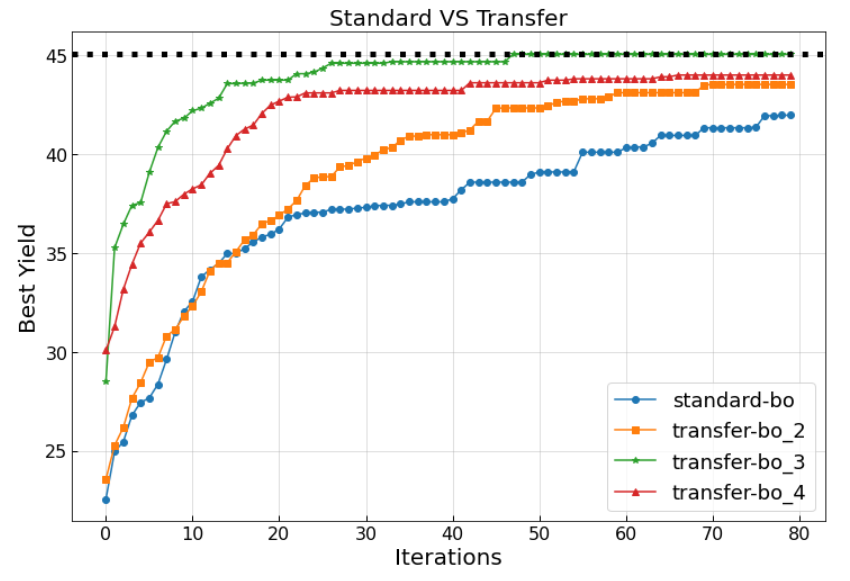 Standard VS Transfer
45
40
35
30
25
Best Yield
0 10 20 30 40 50 60 70 80
Iterations
standard-bo
transfer-bo_2
transfer-bo_3
transfer-bo_4